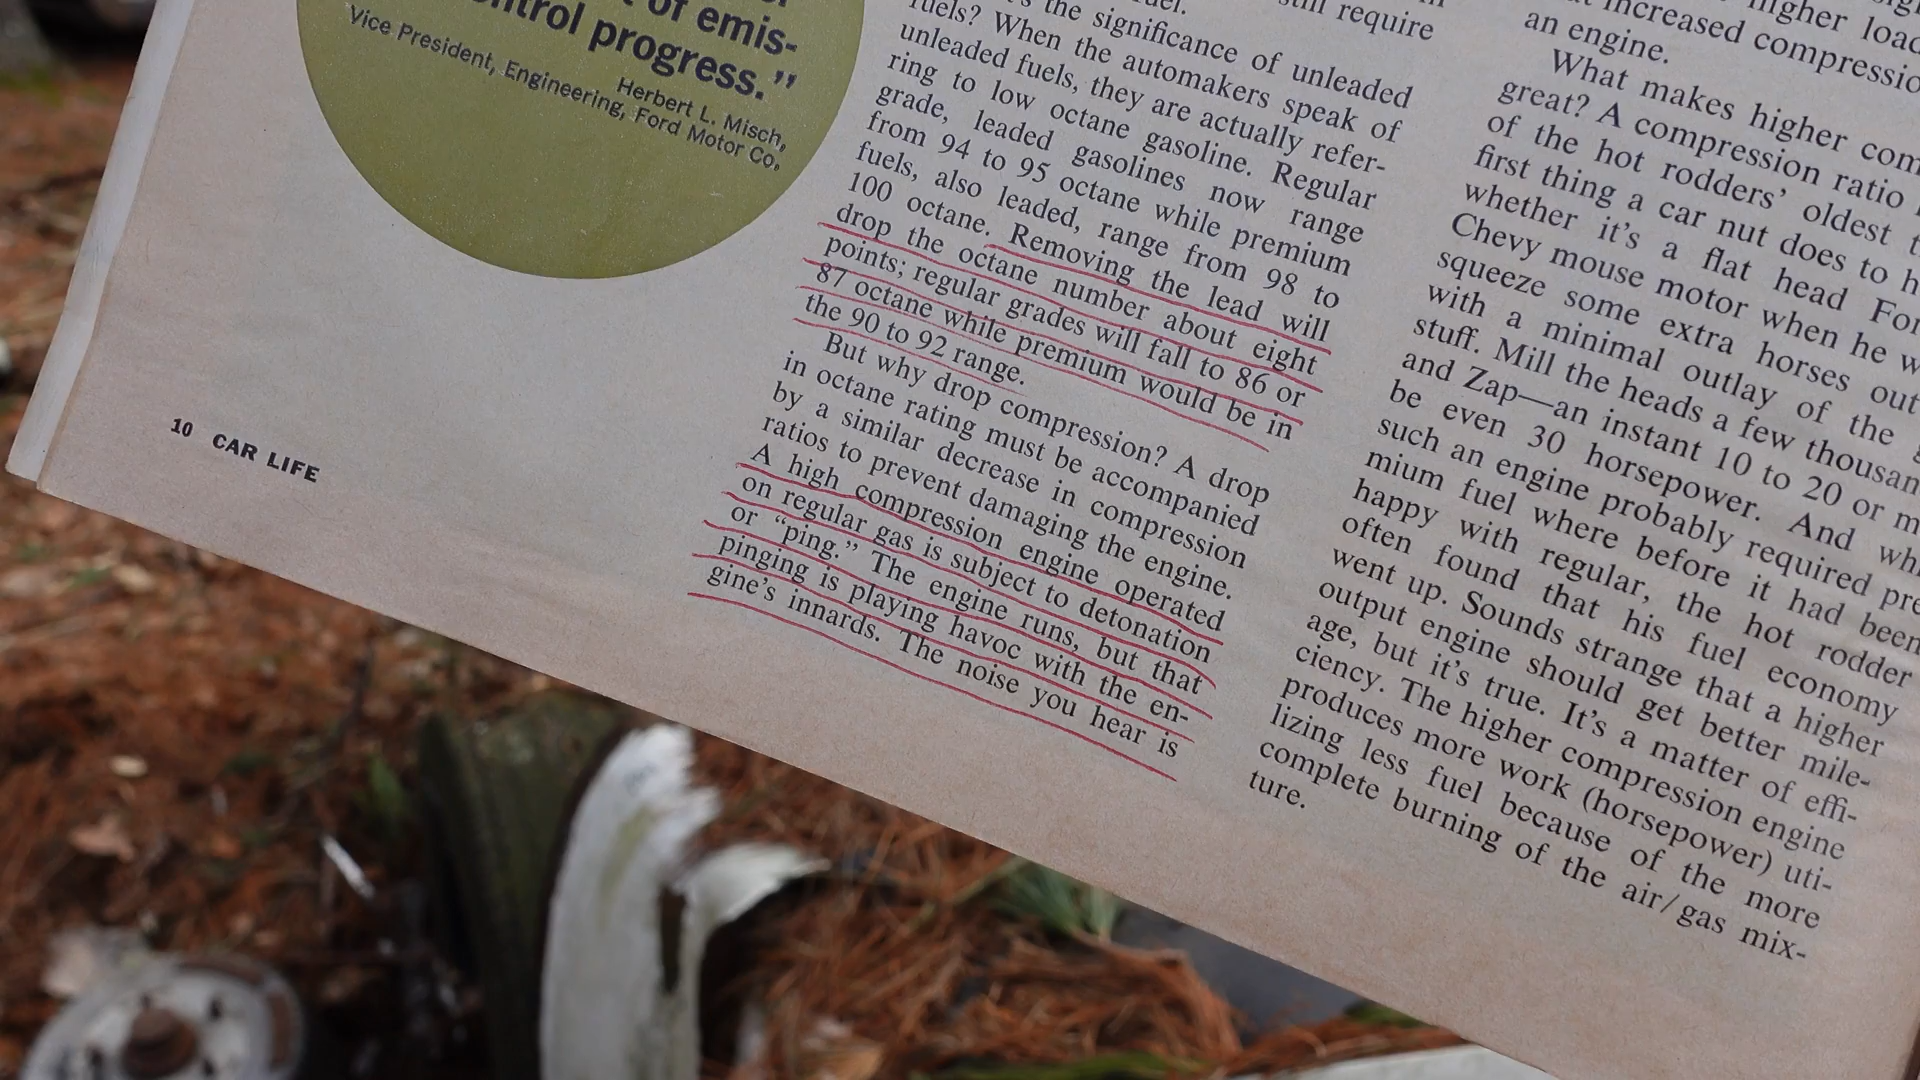 of emis-
control progress."
Herbert L. Misch,
Vice President, Engineering, Ford Motor Co.
10 CAR LIFE
the significance of unleaded
fuels? When the automakers speak of
unleaded fuels, they are actually refer-
ring to low octane gasoline. Regular
grade, leaded gasolines now range
from 94 to 95 octane while premium
fuels, also leaded, range from 98 to
100 octane. Removing the lead will
drop the octane number about eight
points; regular grades will fall to 86 or
87 octane while premium would be in
the 90 to 92 range.
But why drop compression? A drop
in octane rating must be accompanied
by a similar decrease in compression
ratios to prevent damaging the engine.
A high compression engine operated
on regular gas is subject to detonation
or "ping." The engine runs, but that
pinging is playing havoc with the en-
gine's innards. The noise you hear is
still require
increased compression
an engine.
What makes higher
great? A compression ratio
of the hot rodders' oldest
first thing a car nut does to
whether it's a flat head
Chevy mouse motor when he
squeeze some extra horses out
with a minimal outlay of the
stuff. Mill the heads a few
and Zap—an instant 10 to 20 or
be even 30 horsepower. And
such an engine probably required
mium fuel where before it had been
happy with regular, the hot rodder
often found that his fuel economy
went up. Sounds strange that a higher
output engine should get better mile-
age, but it's true. It's a matter of effi-
ciency. The higher compression engine
produces more work (horsepower) uti-
lizing less fuel because of the more
complete burning of the air/gas mix-
ture.